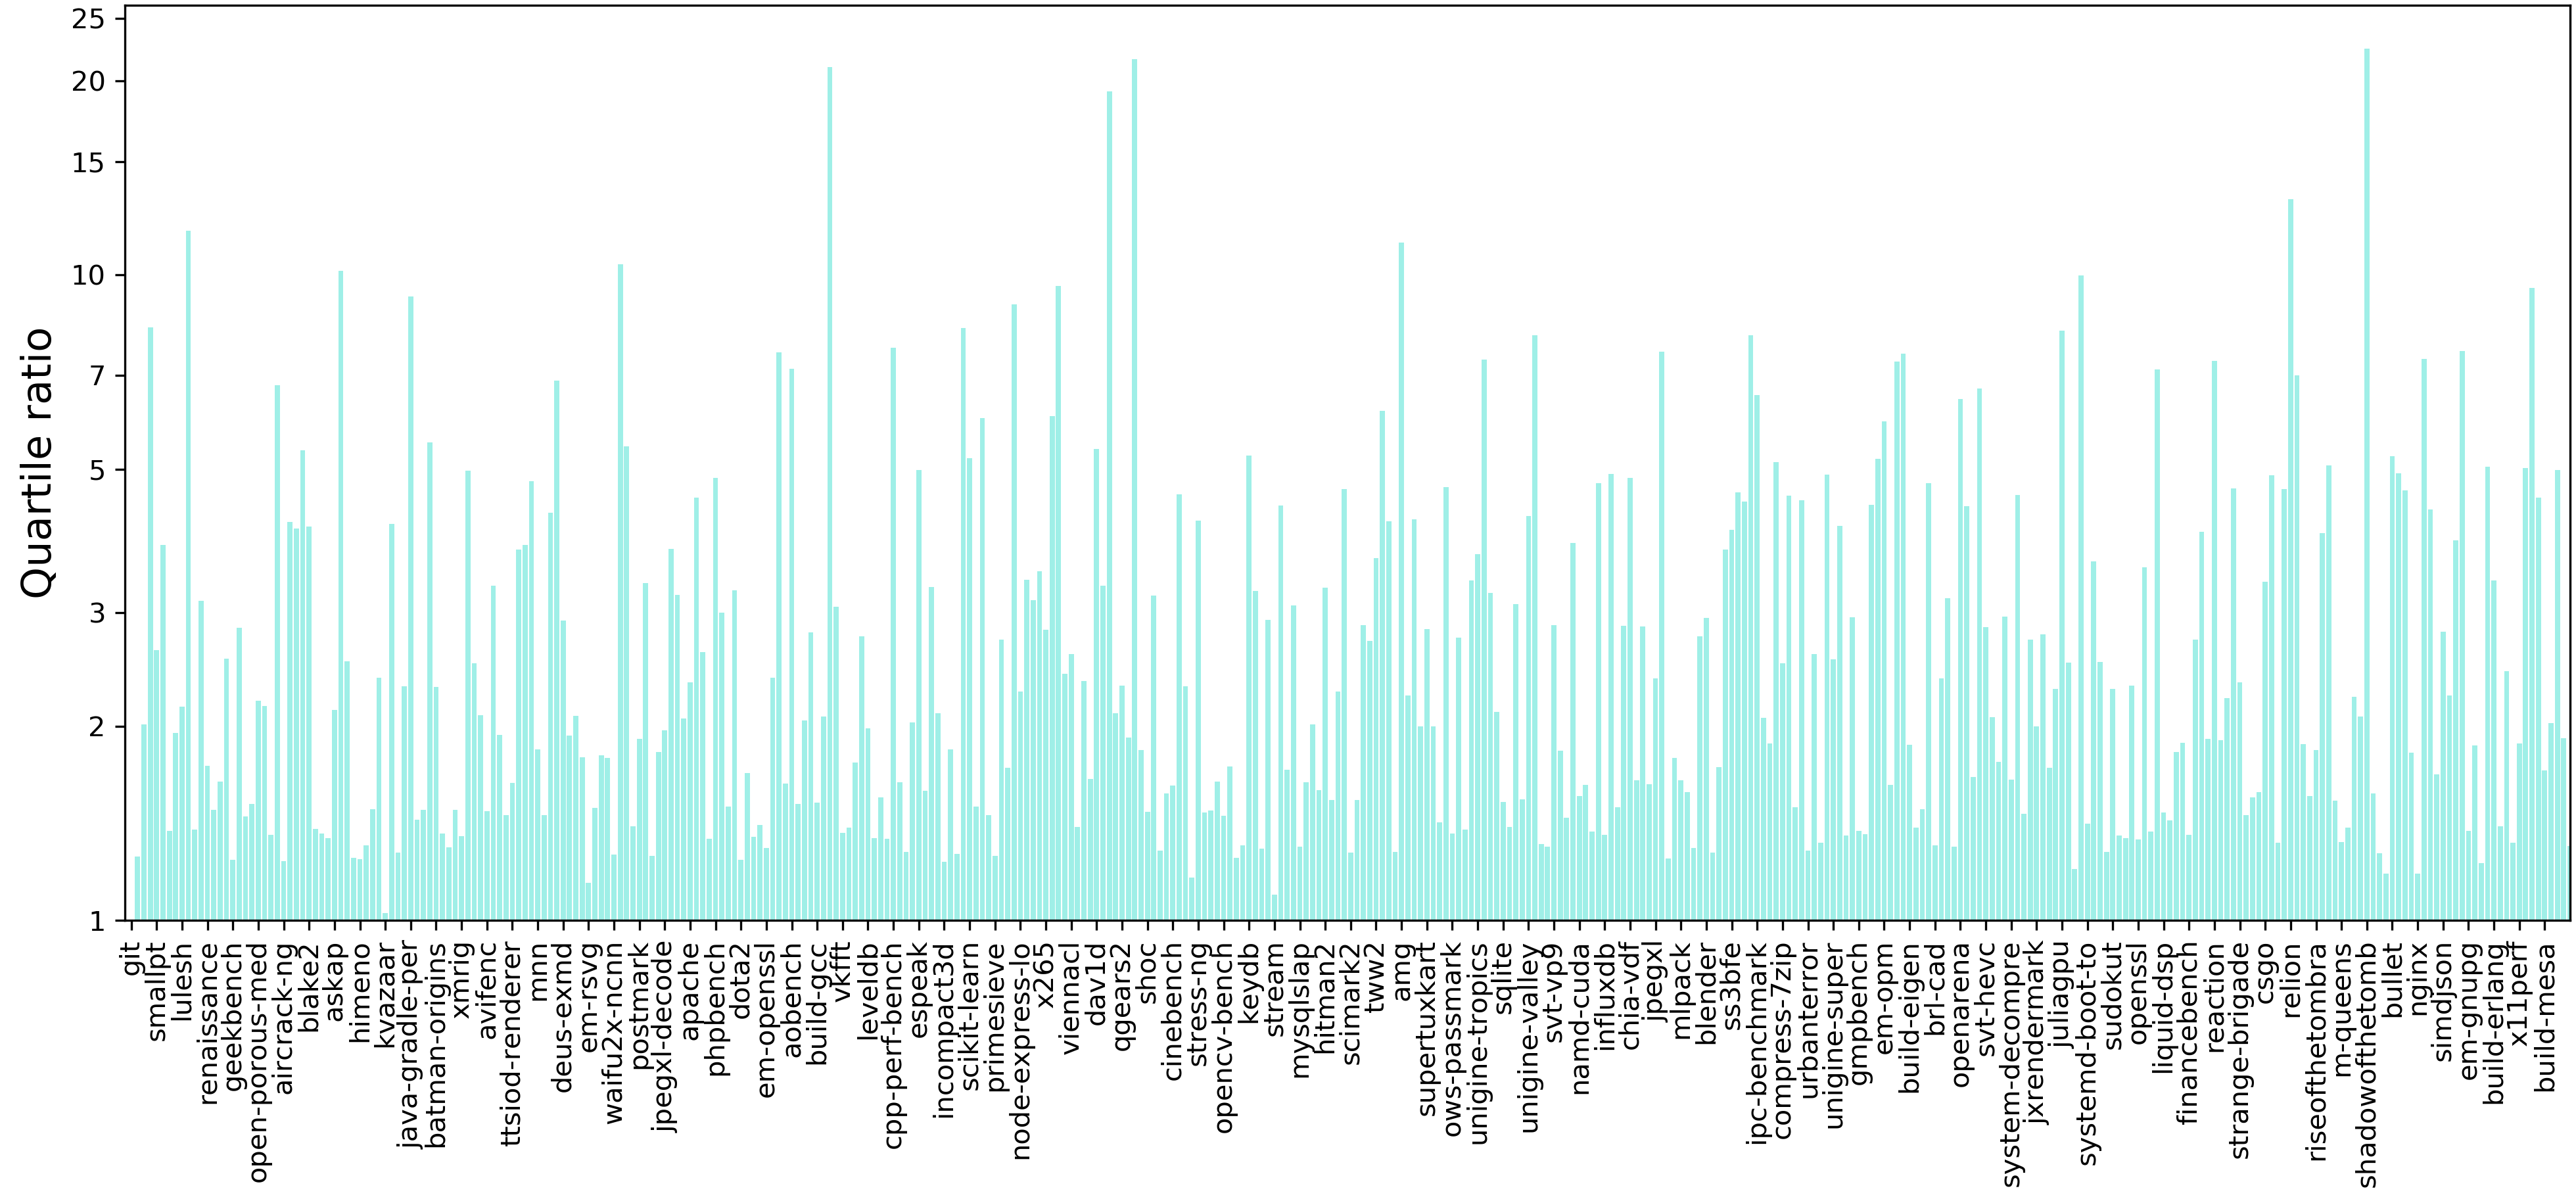 Quartile ratio
25
20
15
10
7
5
3
2
1
git
smallpt
lulesh
renaissance
geekbench
open-porous-med
aircrack-ng
blake2
askap
himeno
kvazaar
java-gradle-per
batman-origins
xmrig
avifenc
ttsiod-renderer
mnn
deus-exmd
em-rsvg
waifu2x-ncnn
postmark
jpegxl-decode
apache
phpbench
dota2
em-openssl
aobench
build-gcc
vkfft
leveldb
cpp-perf-bench
espeak
incompact3d
scikit-learn
primesieve
node-express-lo
x265
viennacl
dav1d
qgears2
shoc
cinebench
stress-ng
opencv-bench
keydb
stream
mysqlslap
hitman2
scimark2
tww2
amg
supertuxkart
ows-passmark
unigine-tropics
sqlite
unigine-valley
svt-vp9
namd-cuda
influxdb
chia-vdf
jpegxl
mlpack
blender
ss3bfe
ipc-benchmark
compress-7zip
urbanterror
unigine-super
gmpbench
em-opm
build-eigen
brl-cad
openarena
svt-hevc
system-decompre
jxrendermark
juliagpu
systemd-boot-to
sudokut
openssl
liquid-dsp
financebench
reaction
strange-brigade
csgo
relion
riseofthetombra
m-queens
shadowofthetomb
bullet
nginx
simdjson
em-gnupg
build-erlang
x11perf
build-mesa